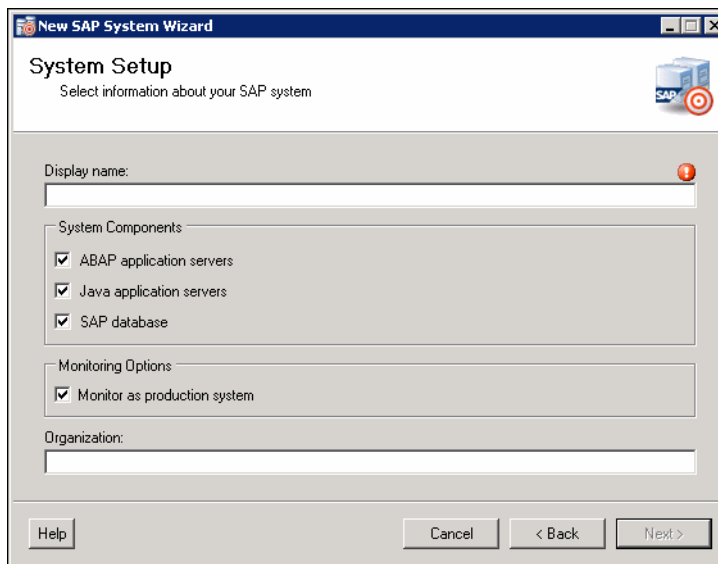 New SAP System Wizard
System Setup
Select information about your SAP system
SAP
Display name:
System Components
ABAP application servers
Java application servers
SAP database
Monitoring Options
Monitor as production system
Organization:
Help
Cancel
< Back
Next >